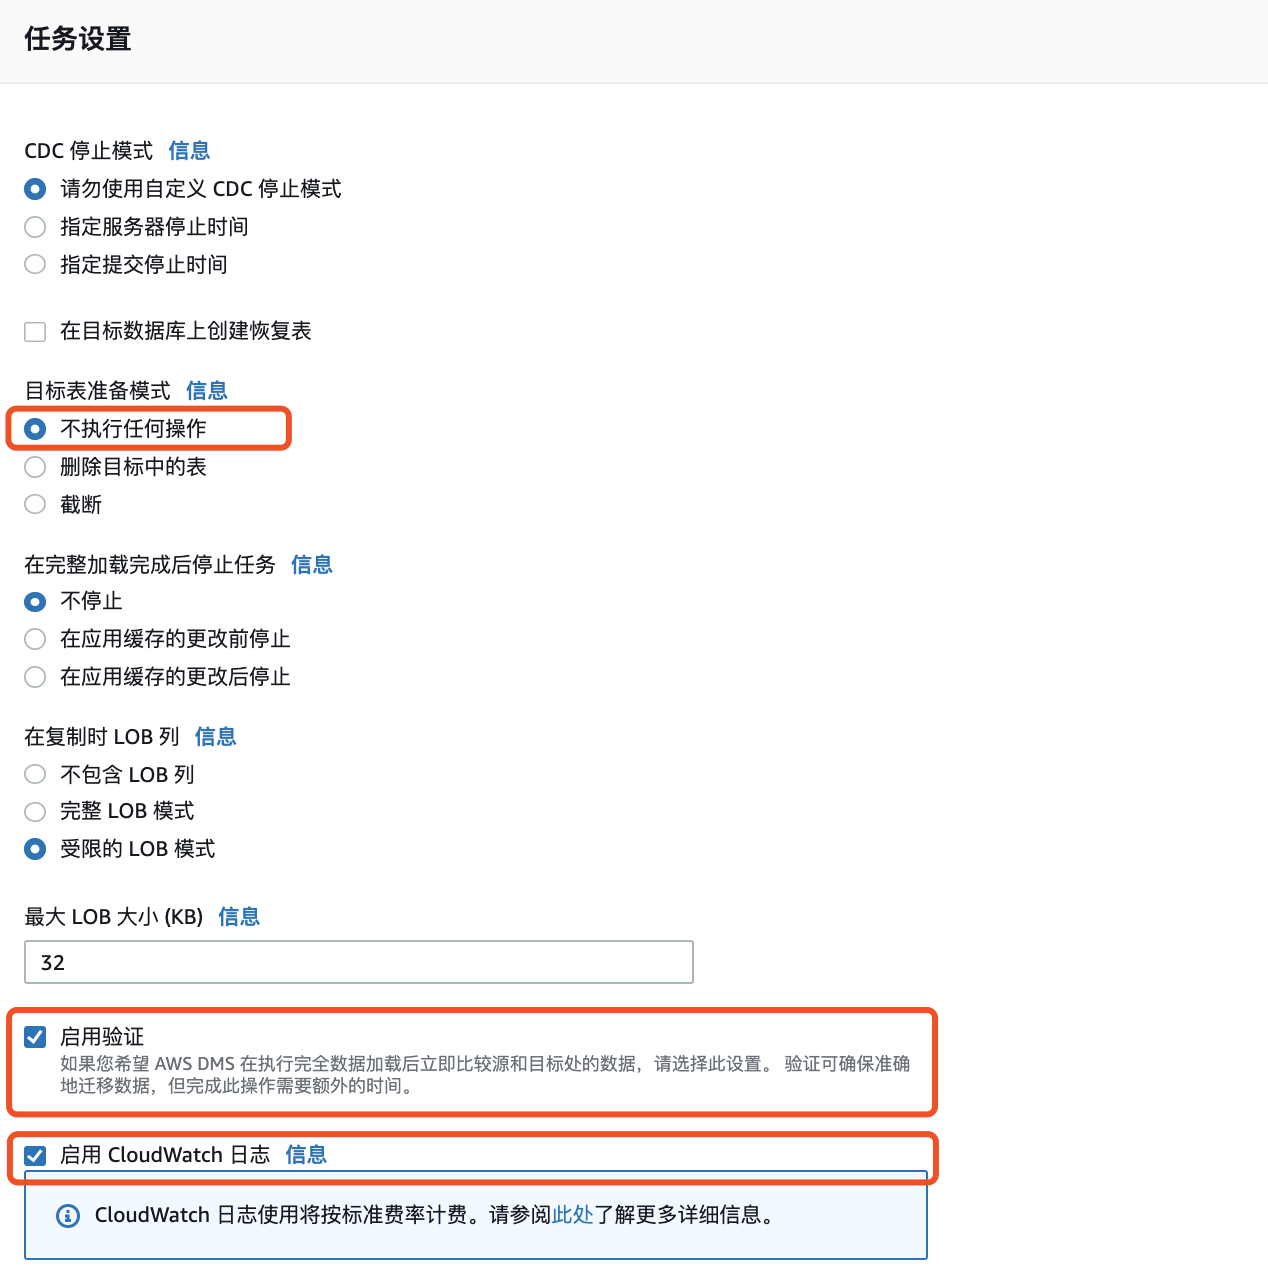 任务设置
CDC 停止模式 信息
请勿使用自定义 CDC 停止模式
指定服务器停止时间
指定提交停止时间
在目标数据库上创建恢复表
目标表准备模式 信息
不执行任何操作
删除目标中的表
截断
在完整加载完成后停止任务 信息
不停止
在应用缓存的更改前停止
在应用缓存的更改后停止
在复制时 LOB 列 信息
不包含 LOB 列
完整 LOB 模式
受限的 LOB 模式
最大 LOB 大小 (KB) 信息
32
启用验证
如果您希望 AWS DMS 在执行完全数据加载后立即比较源和目标处的数据，请选择此设置。 验证可确保准确
地迁移数据，但完成此操作需要额外的时间。
启用 CloudWatch 日志 信息
CloudWatch 日志使用将按标准费率计费。请参阅此处了解更多详细信息。